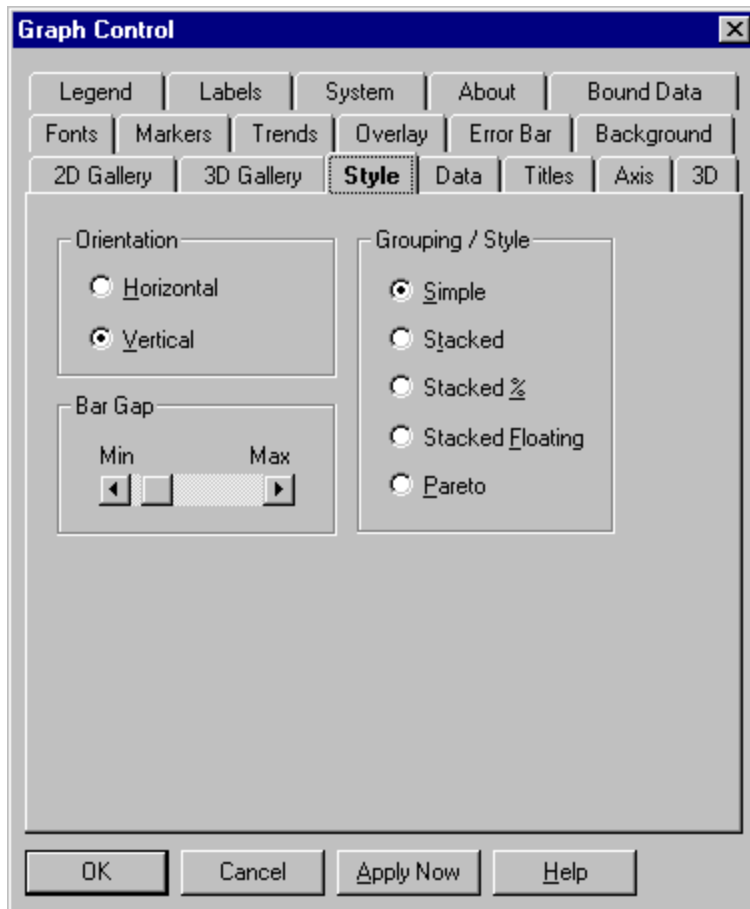 Graph Control
Legend Labels System About Bound Data
Fonts Markers Trends Overlay Error Bar Background
2D Gallery 3D Gallery Style Data Titles Axis 3D
Orientation
Horizontal
Vertical
Bar Gap
Min Max
Grouping / Style
Simple
Stacked
Stacked %
Stacked Floating
Pareto
OK Cancel Apply Now Help